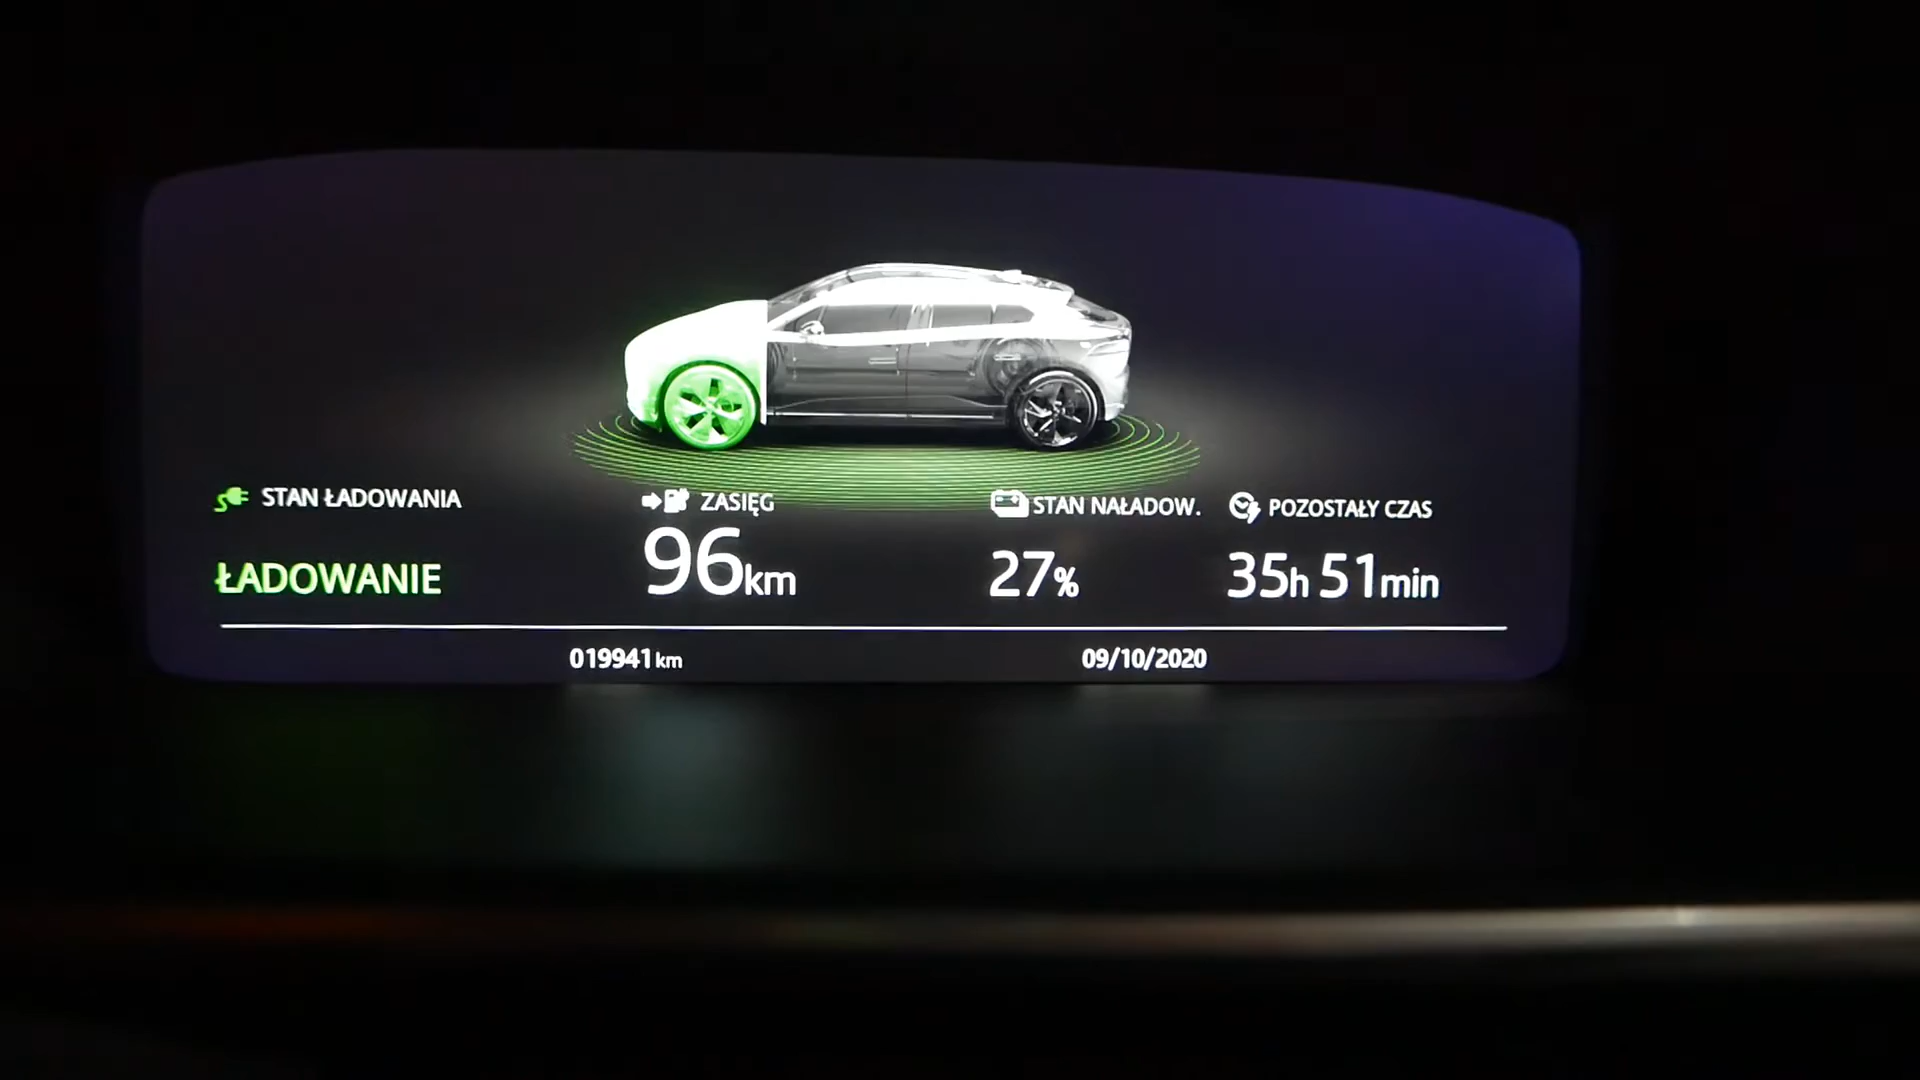 STAN ŁADOWANIA
ŁADOWANIE
ZASIĘG
96km
STAN NAŁADOW.
27%
POZOSTAŁY CZAS
35h 51min
019941km
09/10/2020